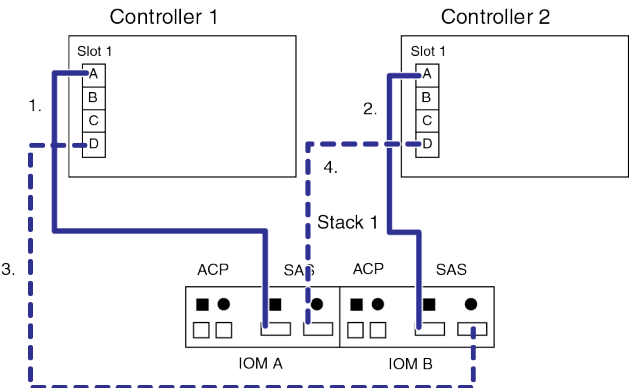 Controller 1
Controller 2
Slot 1
Slot 1
A
B
C
D
A
B
C
D
1.
2.
3.
4.
Stack 1
ACP
SAS
ACP
SAS
IOM A
IOM B